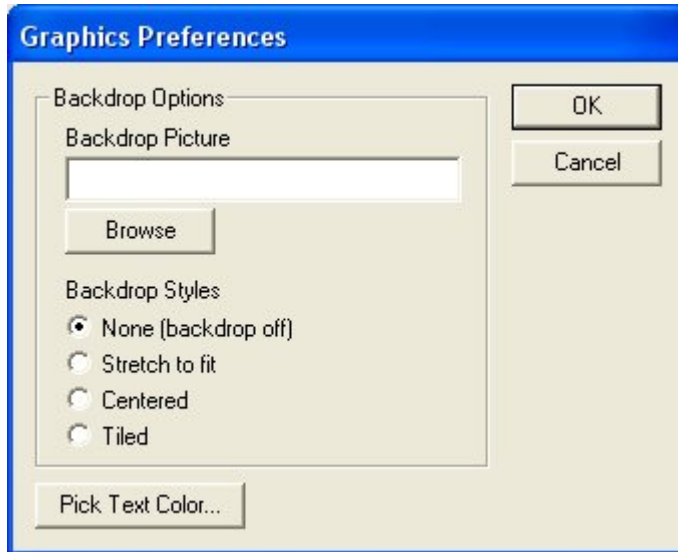 Graphics Preferences
Backdrop Options
Backdrop Picture
Browse
Backdrop Styles
None (backdrop off)
Stretch to fit
Centered
Tiled
Pick Text Color...
OK
Cancel